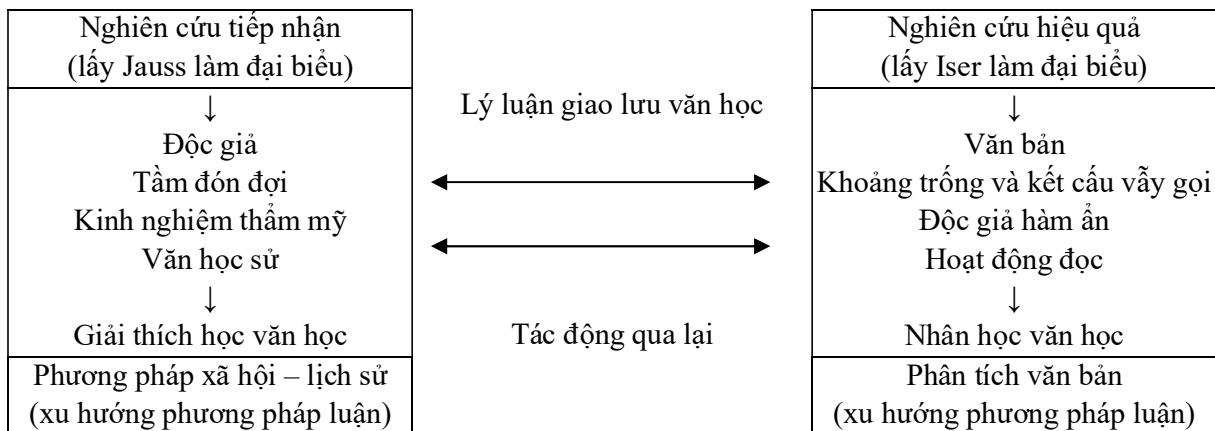 Nghiên cứu tiếp nhận
(lấy Jauss làm đại biểu)
↓
Độc giả
Tầm đón đợi
Kinh nghiệm thẩm mỹ
Văn học sử
↓
Giải thích học văn học
Phương pháp xã hội – lịch sử
(xu hướng phương pháp luận)
Lý luận giao lưu văn học
Tác động qua lại
Nghiên cứu hiệu quả
(lấy Iser làm đại biểu)
↓
Văn bản
Khoảng trống và kết cấu vẫy gọi
Độc giả hàm ẩn
Hoạt động đọc
↓
Nhân học văn học
Phân tích văn bản
(xu hướng phương pháp luận)